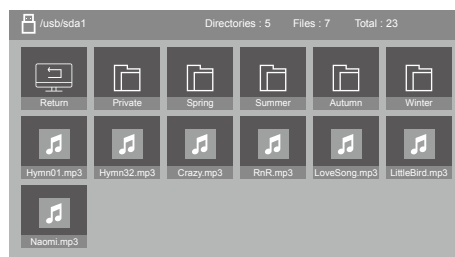 /usb/sda1 Directories : 5 Files : 7 Total : 23
Return Private Spring Summer Autumn Winter
Hymn01.mp3 Hymn32.mp3 Crazy.mp3 RnR.mp3 LoveSong.mp3 LittleBird.mp3
Naomi.mp3